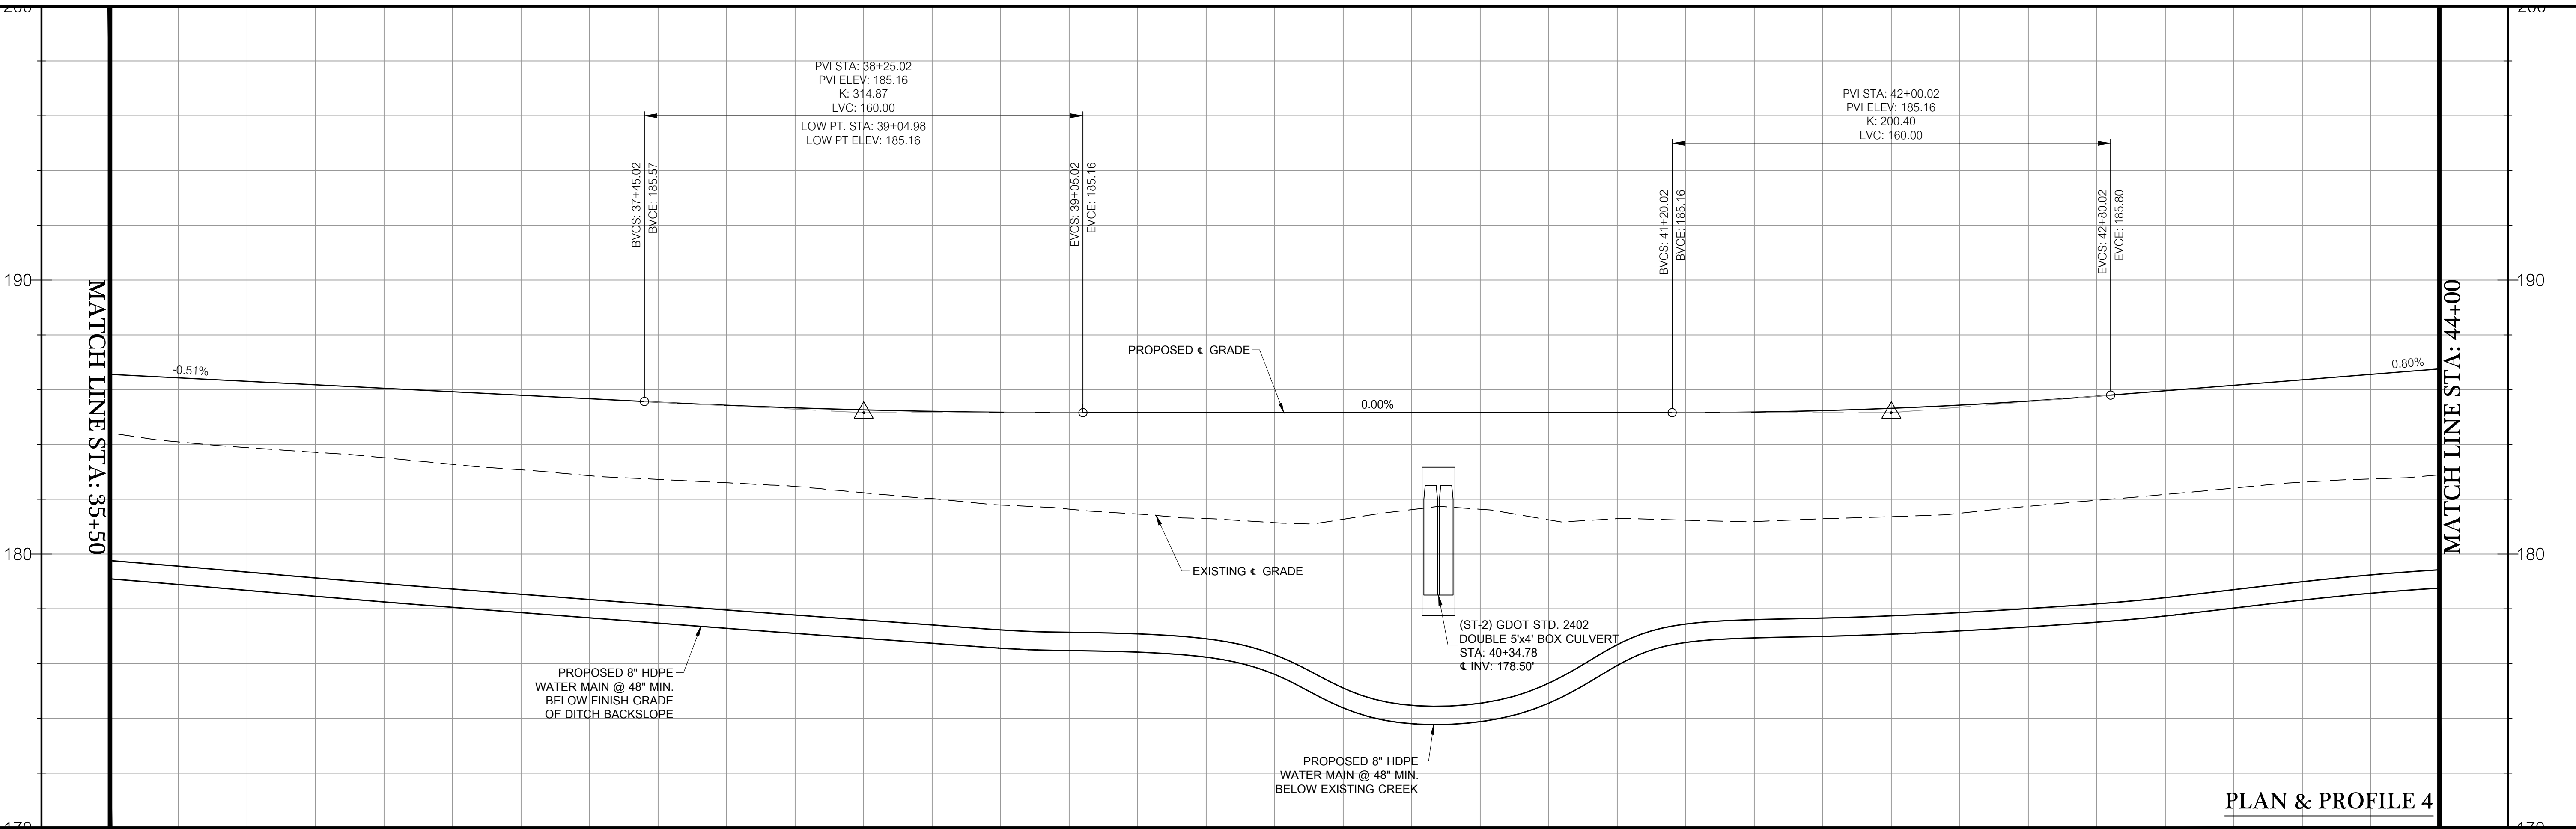 200
200
PVI STA: 38+25.02
PVI ELEV: 185.16
K: 314.87
LVC: 160.00
LOW PT. STA: 39+04.98
LOW PT ELEV: 185.16
PVI STA: 42+00.02
PVI ELEV: 185.16
K: 200.40
LVC: 160.00
BVCS: 37+45.02
BVCE: 185.57
EVCS: 39+05.02
EVCE: 185.16
BVCS: 41+20.02
BVCE: 185.16
EVCS: 42+80.02
EVCE: 185.80
190
190
MATCH LINE STA: 35+50
MATCH LINE STA: 44+00
-0.51%
PROPOSED ℄ GRADE
0.00%
0.80%
180
180
EXISTING ℄ GRADE
(ST-2) GDOT STD. 2402
DOUBLE 5'x4' BOX CULVERT
STA: 40+34.78
℄ INV: 178.50'
PROPOSED 8" HDPE
WATER MAIN @ 48" MIN.
BELOW FINISH GRADE
OF DITCH BACKSLOPE
PROPOSED 8" HDPE
WATER MAIN @ 48" MIN.
BELOW EXISTING CREEK
PLAN & PROFILE 4
170
170